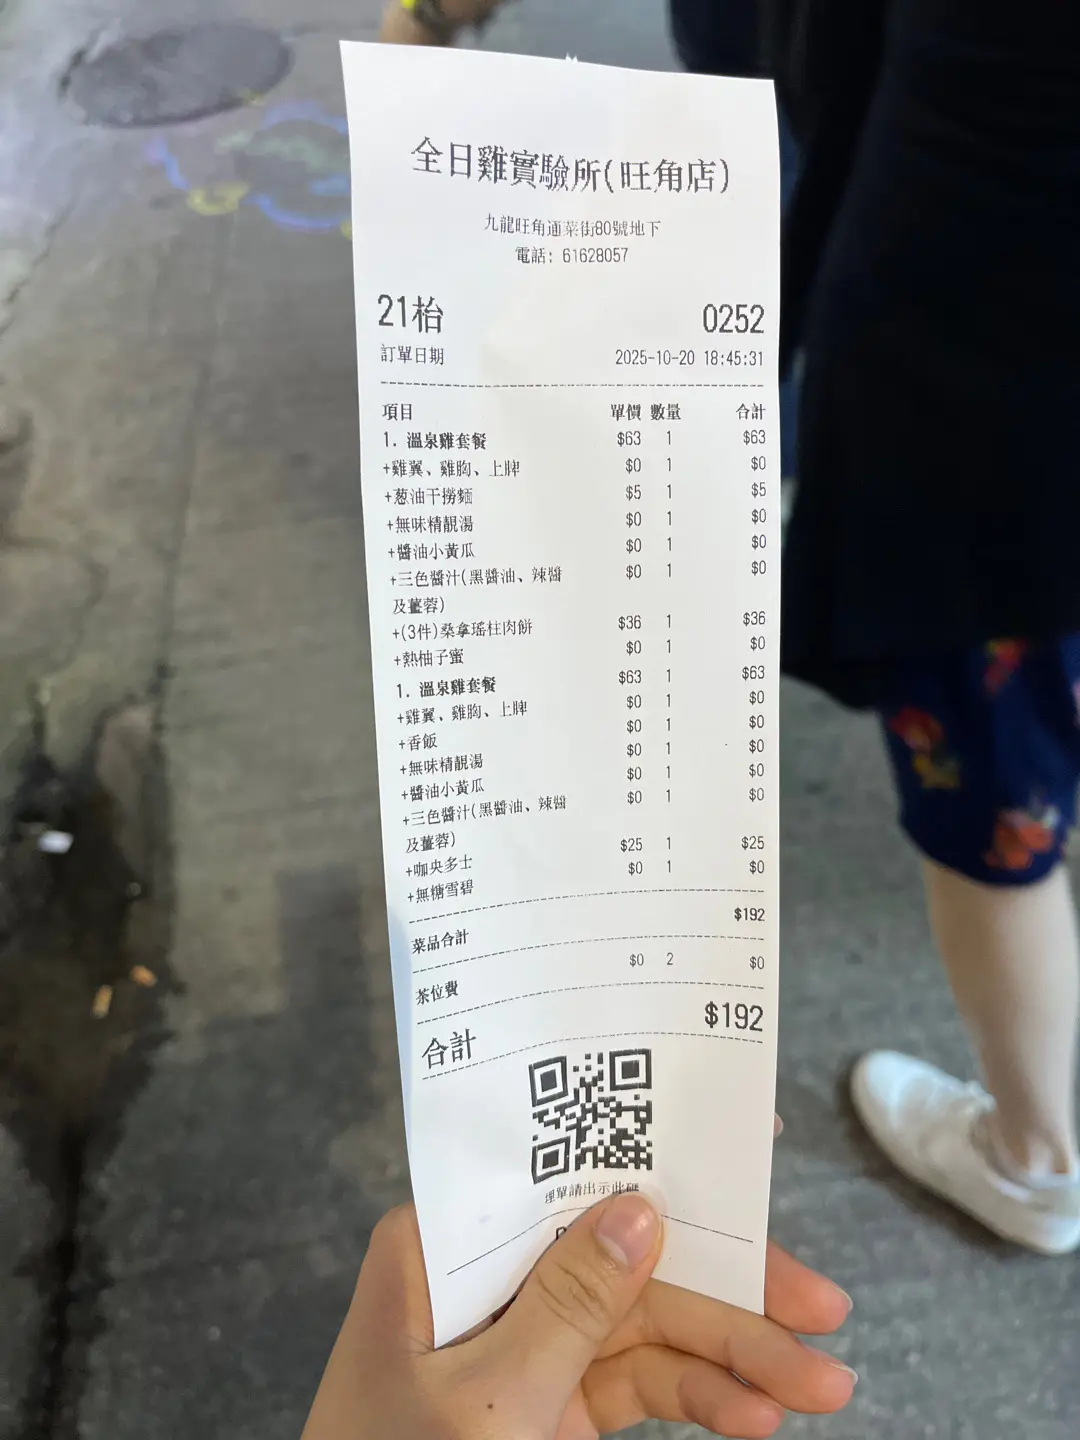 全日雞實驗所(旺角店)
九龍旺角通菜街80號地下
電話: 61628057
21枱 0252
訂單日期 2025-10-20 18:45:31
項目 單價 數量 合計
1. 溫泉雞套餐 $63 1 $63
+雞翼、雞胸、上脾 $0 1 $0
+葱油干撈麵 $5 1 $5
+無味精靚湯 $0 1 $0
+醬油小黃瓜 $0 1 $0
+三色醬汁(黑醬油、辣醬 $0 1 $0
及薑蓉)
+(3件)桑拿瑤柱肉餅 $36 1 $36
+熱柚子蜜 $0 1 $0
1. 溫泉雞套餐 $63 1 $63
+雞翼、雞胸、上脾 $0 1 $0
+香飯 $0 1 $0
+無味精靚湯 $0 1 $0
+醬油小黃瓜 $0 1 $0
+三色醬汁(黑醬油、辣醬 $0 1 $0
及薑蓉)
+咖央多士 $25 1 $25
+無糖雪碧 $0 1 $0
菜品合計 $192
茶位費 $0 2 $0
合計 $192
埋單請出示此碼